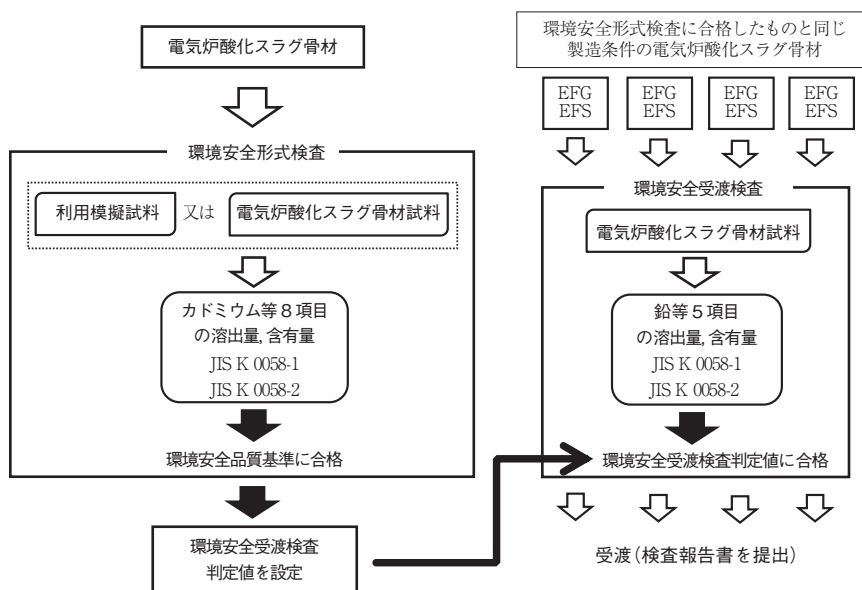 電気炉酸化スラグ骨材
環境安全形式検査
利用模擬試料
又は
電気炉酸化スラグ骨材試料
カドミウム等8項目
の溶出量,含有量
JIS K 0058-1
JIS K 0058-2
環境安全品質基準に合格
環境安全受渡検査
判定値を設定
環境安全形式検査に合格したものと同じ
製造条件の電気炉酸化スラグ骨材
EFG
EFS
EFG
EFS
EFG
EFS
EFG
EFS
環境安全受渡検査
電気炉酸化スラグ骨材試料
鉛等5項目
の溶出量,含有量
JIS K 0058-1
JIS K 0058-2
環境安全受渡検査判定値に合格
受渡(検査報告書を提出)